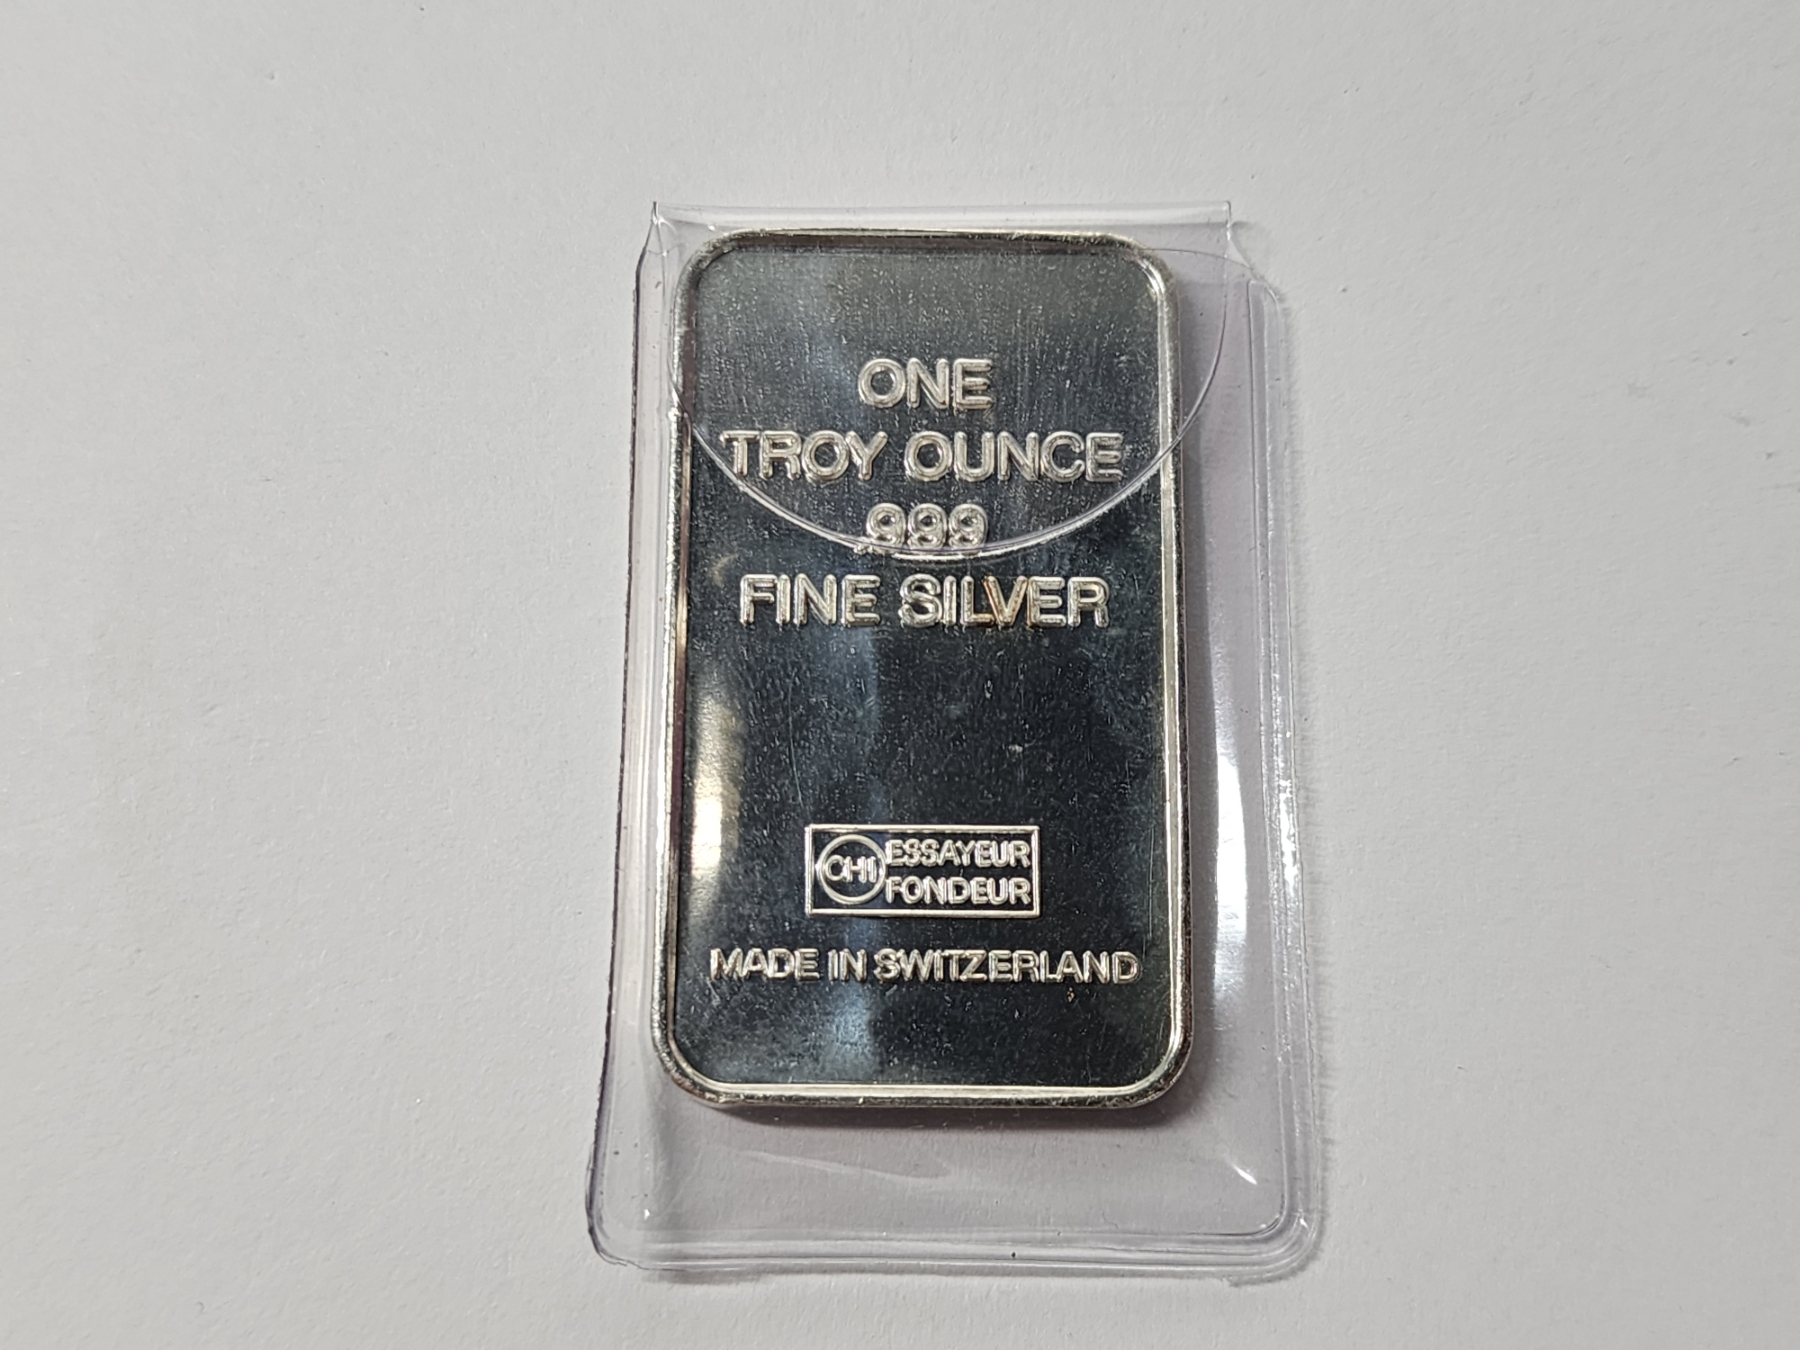 ONE
TROY OUNCE
.999
FINE SILVER
CHI
ESSAYEUR
FONDEUR
MADE IN SWITZERLAND